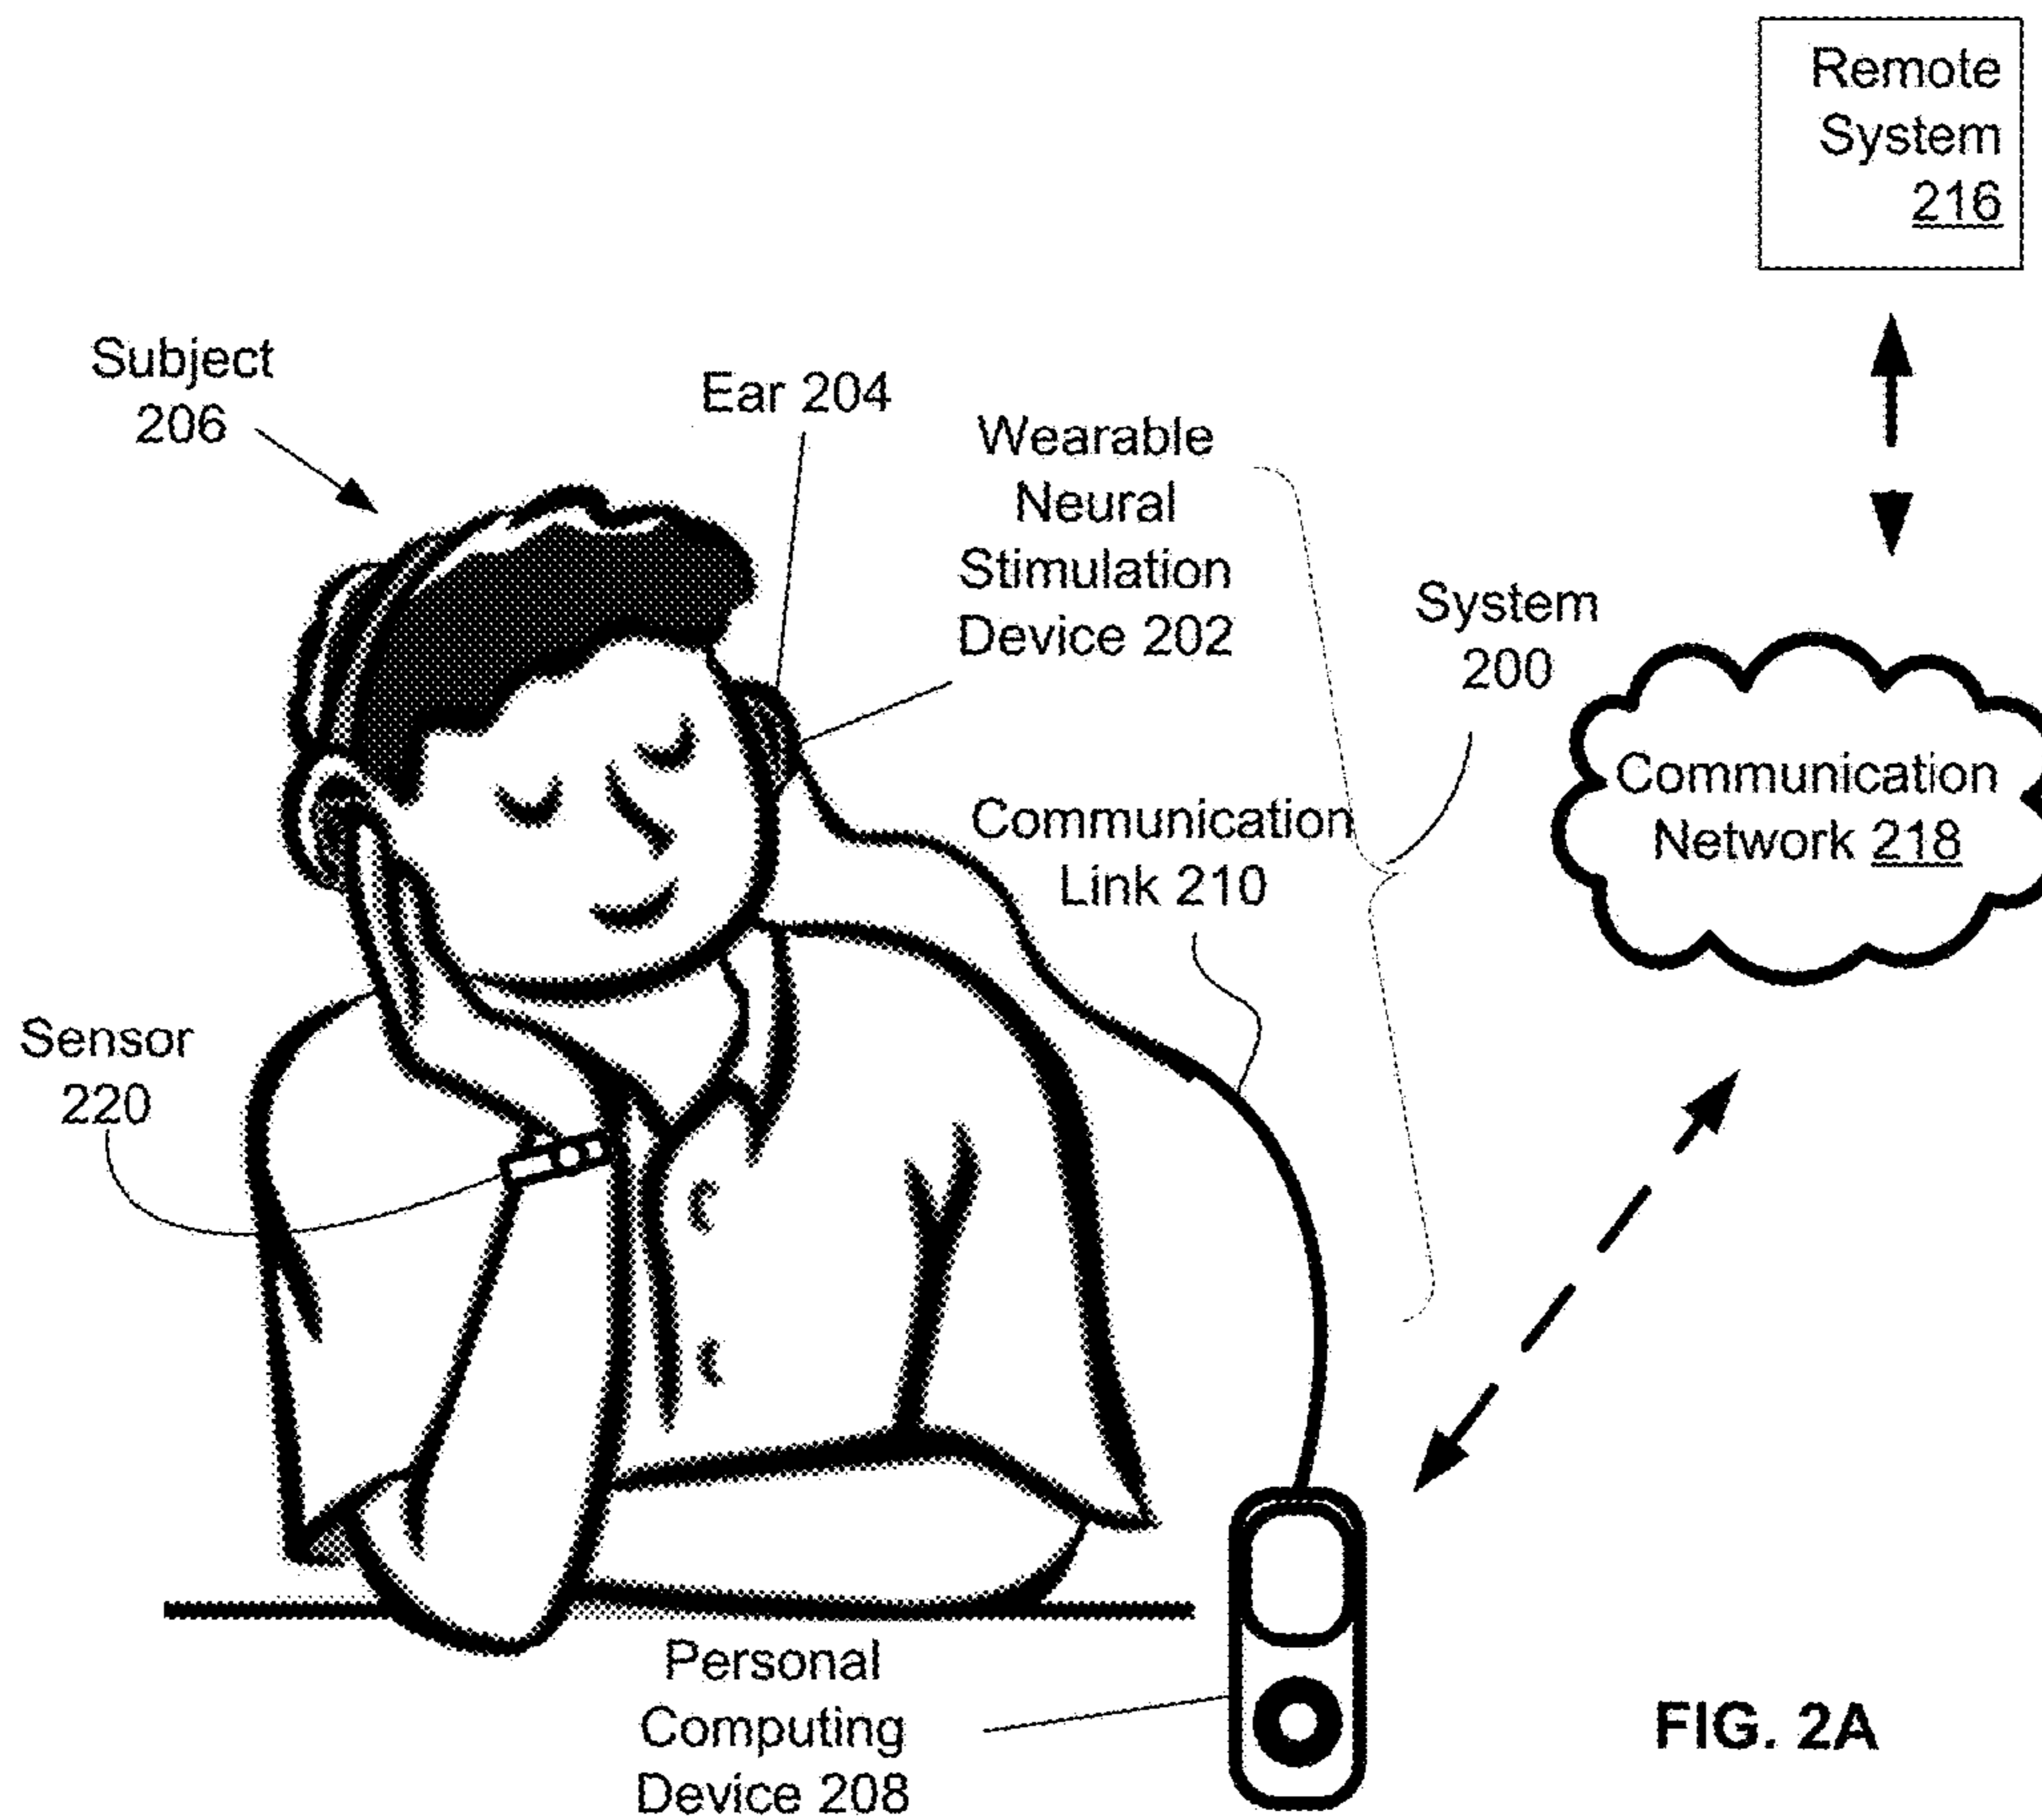 Remote
System
216
Subject
206
Ear 204
Wearable
Neural
Stimulation
Device 202
System
200
Communication
Network 218
Communication
Link 210
Sensor
220
Personal
Computing
Device 208
FIG. 2A